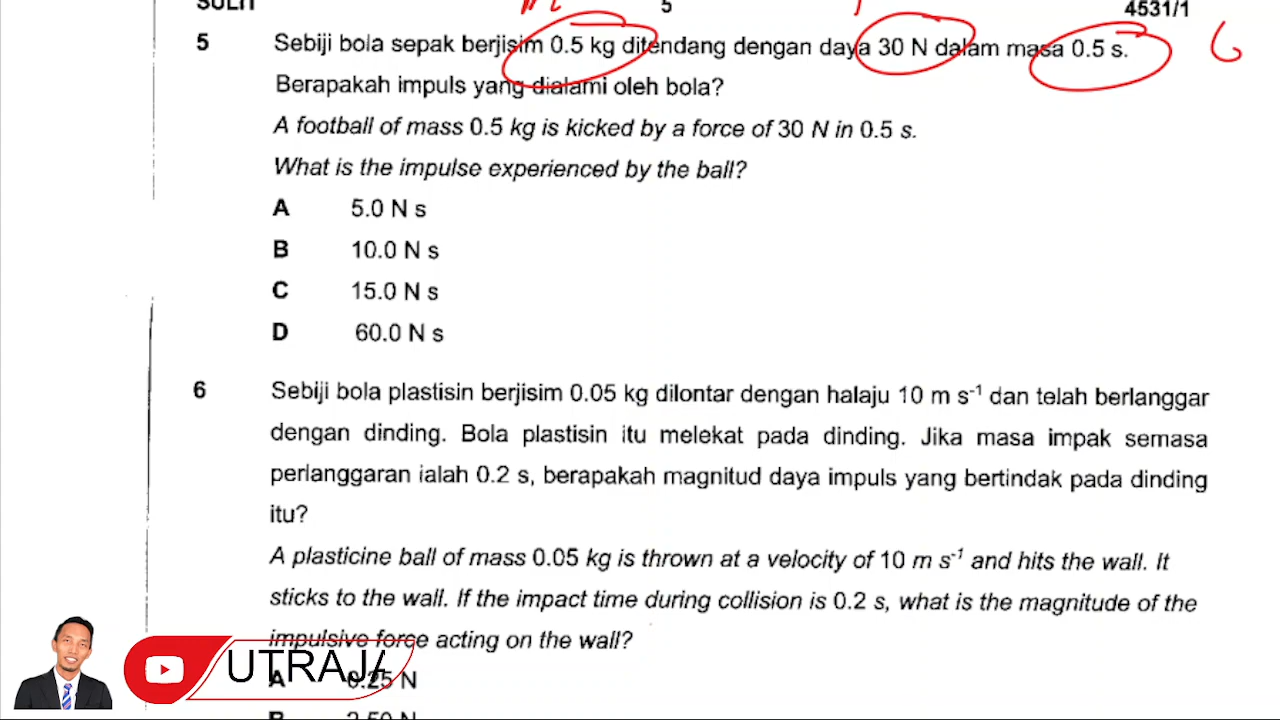 SULIT 5 4531/1
5 Sebiji bola sepak berjisim 0.5 kg ditendang dengan daya 30 N dalam masa 0.5 s.
Berapakah impuls yang dialami oleh bola?
A football of mass 0.5 kg is kicked by a force of 30 N in 0.5 s.
What is the impulse experienced by the ball?
A 5.0 N s
B 10.0 N s
C 15.0 N s
D 60.0 N s
6 Sebiji bola plastisin berjisim 0.05 kg dilontar dengan halaju 10 m s⁻¹ dan telah berlanggar
dengan dinding. Bola plastisin itu melekat pada dinding. Jika masa impak semasa
perlanggaran ialah 0.2 s, berapakah magnitud daya impuls yang bertindak pada dinding
itu?
A plasticine ball of mass 0.05 kg is thrown at a velocity of 10 m s⁻¹ and hits the wall. It
sticks to the wall. If the impact time during collision is 0.2 s, what is the magnitude of the
impulsive force acting on the wall?
UTRAJA
A 0.25 N
B 2.50 N